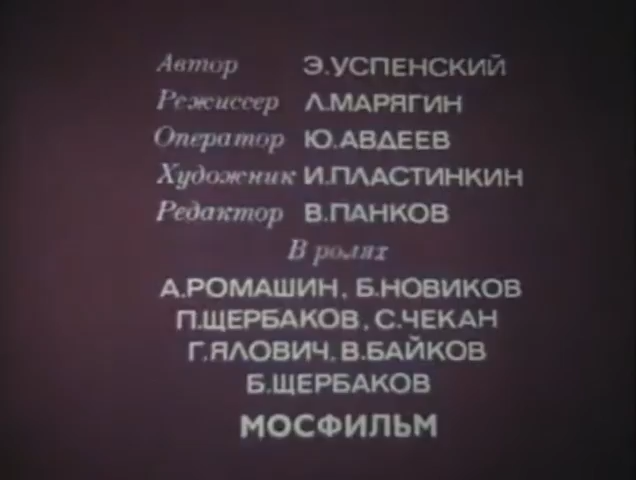 Автор Э.УСПЕНСКИЙ
Режиссер Л.МАРЯГИН
Оператор Ю.АВДЕЕВ
Художник И.ПЛАСТИНКИН
Редактор В.ПАНКОВ
В ролях
А.РОМАШИН, Б.НОВИКОВ
П.ЩЕРБАКОВ, С.ЧЕКАН
Г.ЯЛОВИЧ, В.БАЙКОВ
Б.ЩЕРБАКОВ
МОСФИЛЬМ